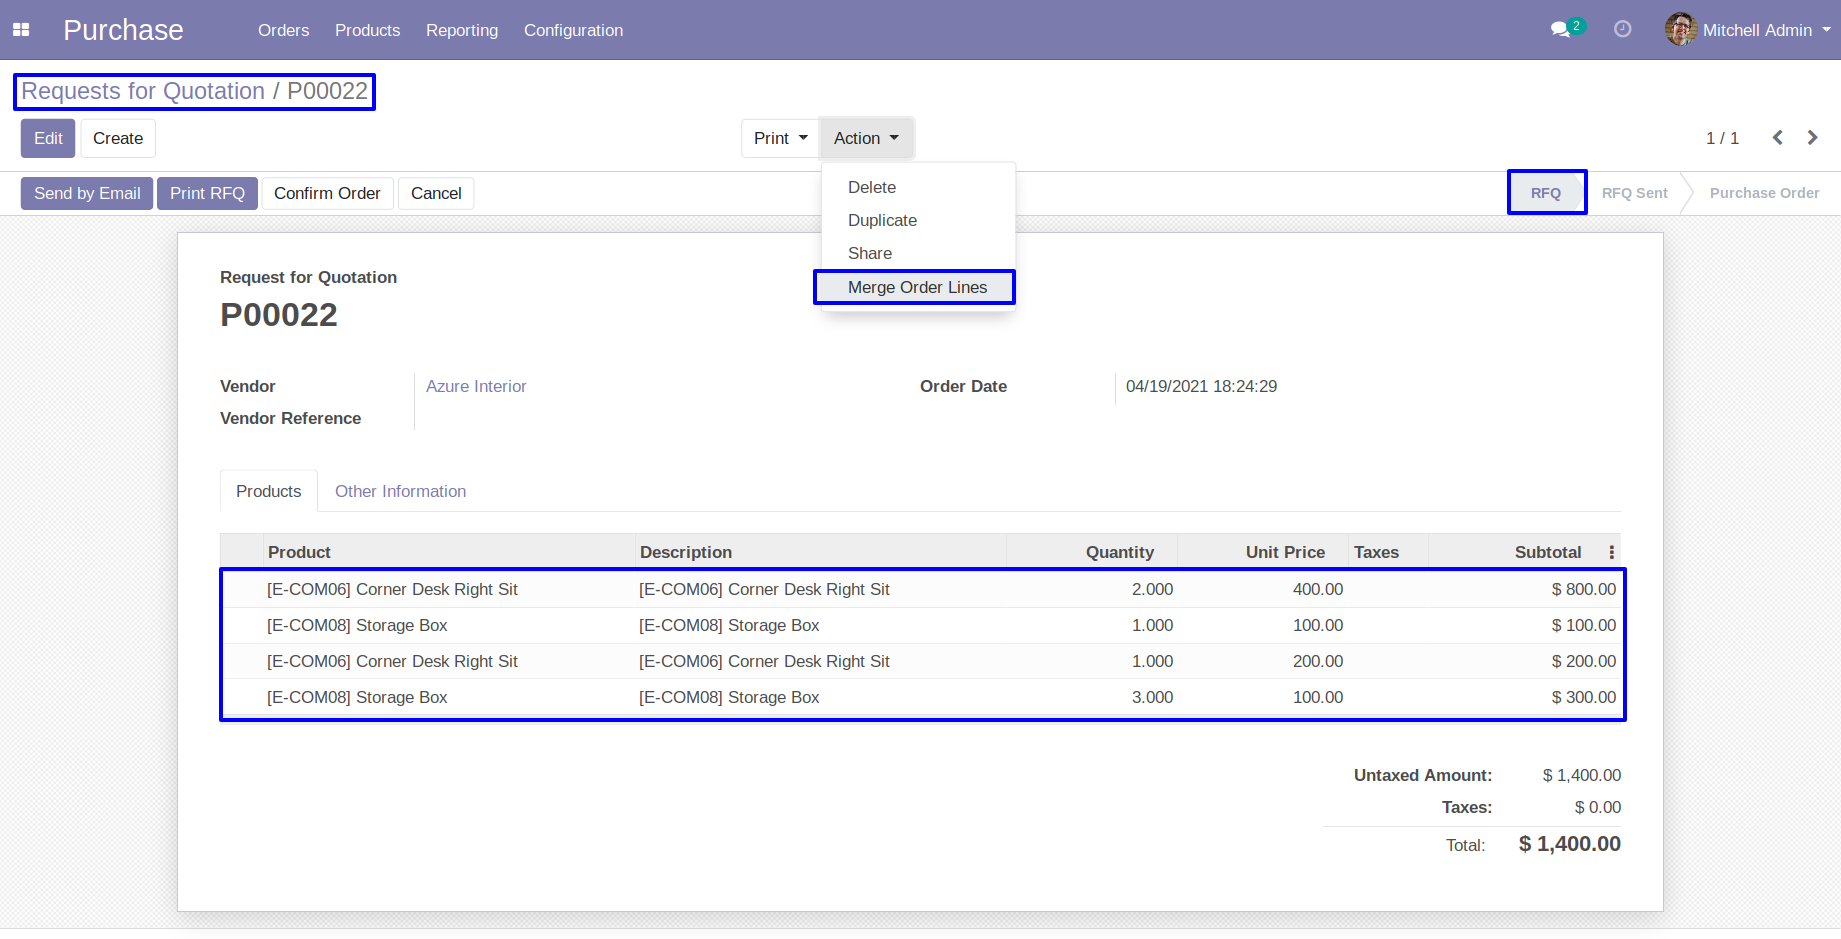 Purchase Orders Products Reporting Configuration 2 Mitchell Admin
Requests for Quotation / P00022
Edit Create Print Action 1 / 1
Send by Email Print RFQ Confirm Order Cancel RFQ RFQ Sent Purchase Order
Delete
Duplicate
Share
Merge Order Lines
Request for Quotation
P00022
Vendor Azure Interior Order Date 04/19/2021 18:24:29
Vendor Reference
Products Other Information
Product Description Quantity Unit Price Taxes Subtotal
[E-COM06] Corner Desk Right Sit [E-COM06] Corner Desk Right Sit 2.000 400.00 $ 800.00
[E-COM08] Storage Box [E-COM08] Storage Box 1.000 100.00 $ 100.00
[E-COM06] Corner Desk Right Sit [E-COM06] Corner Desk Right Sit 1.000 200.00 $ 200.00
[E-COM08] Storage Box [E-COM08] Storage Box 3.000 100.00 $ 300.00
Untaxed Amount: $ 1,400.00
Taxes: $ 0.00
Total: $ 1,400.00